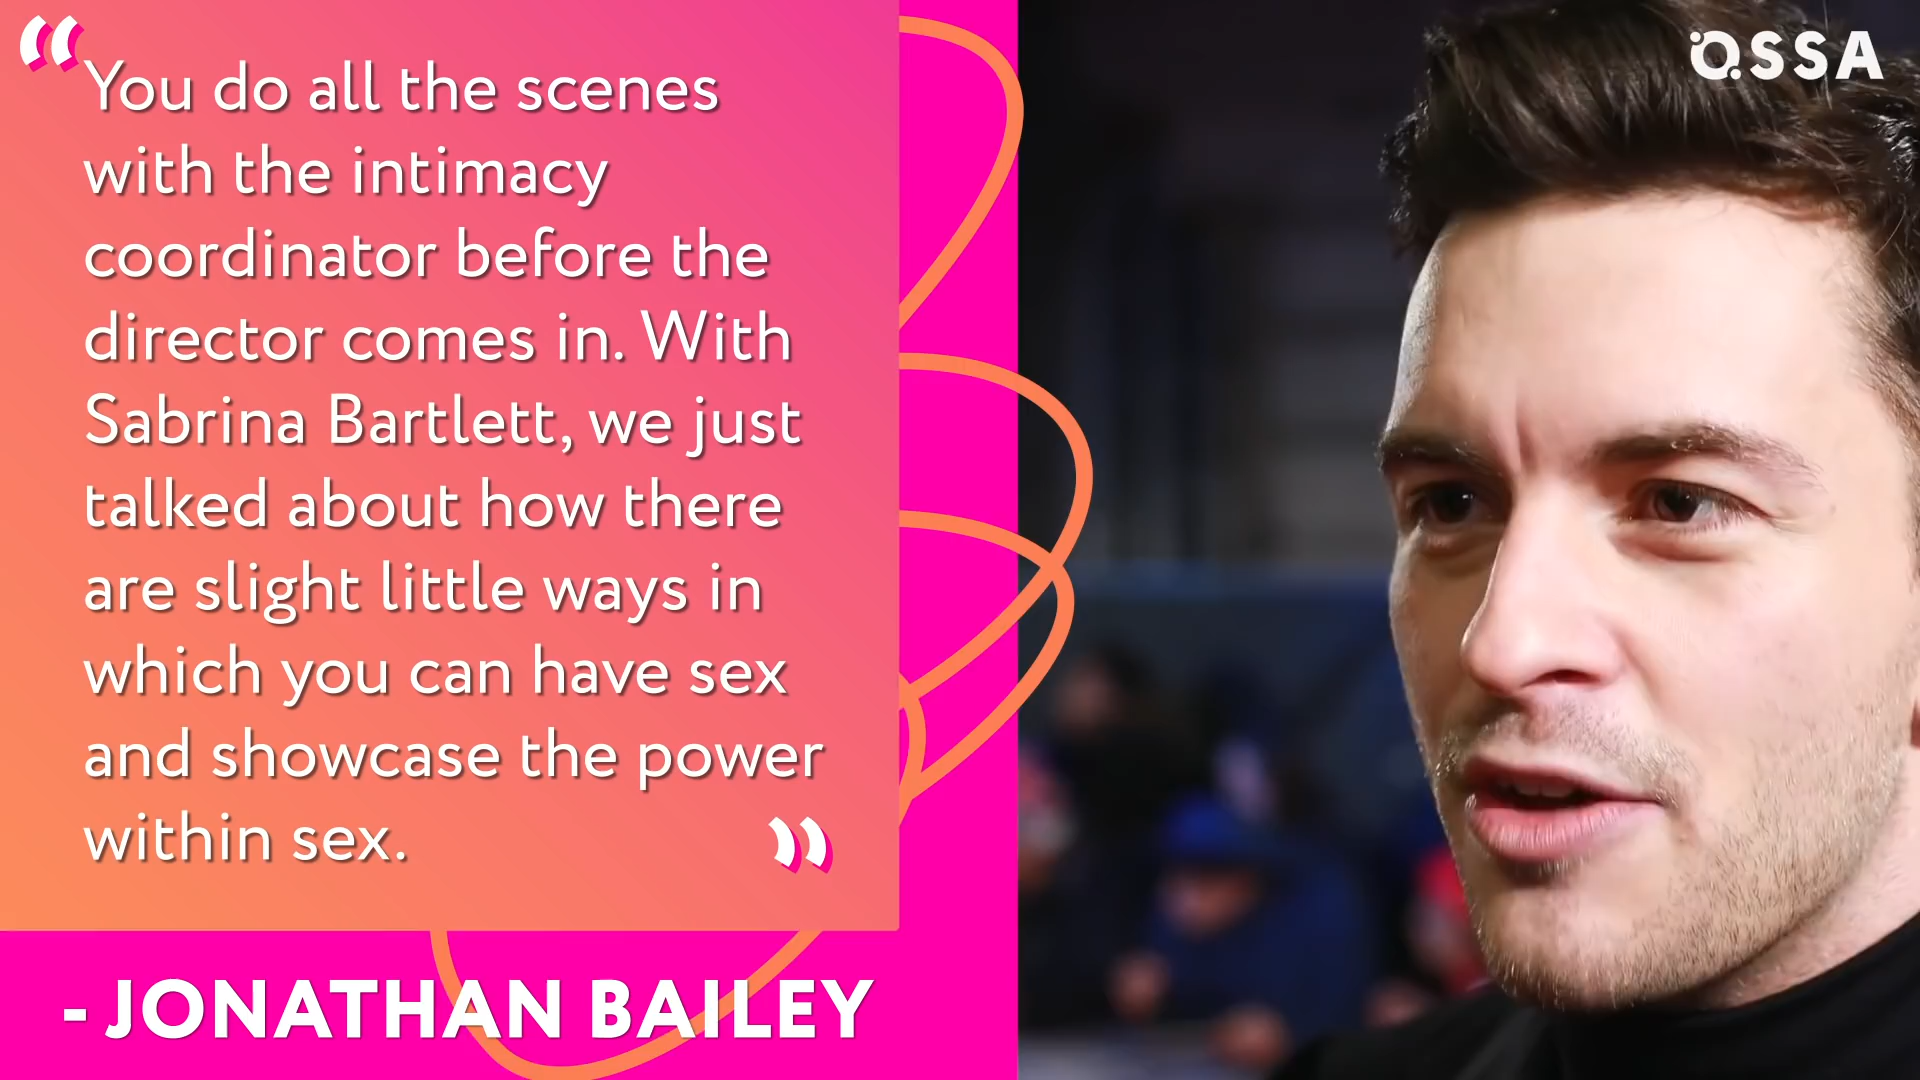 “You do all the scenes
with the intimacy
coordinator before the
director comes in. With
Sabrina Bartlett, we just
talked about how there
are slight little ways in
which you can have sex
and showcase the power
within sex.”
- JONATHAN BAILEY
OSSA